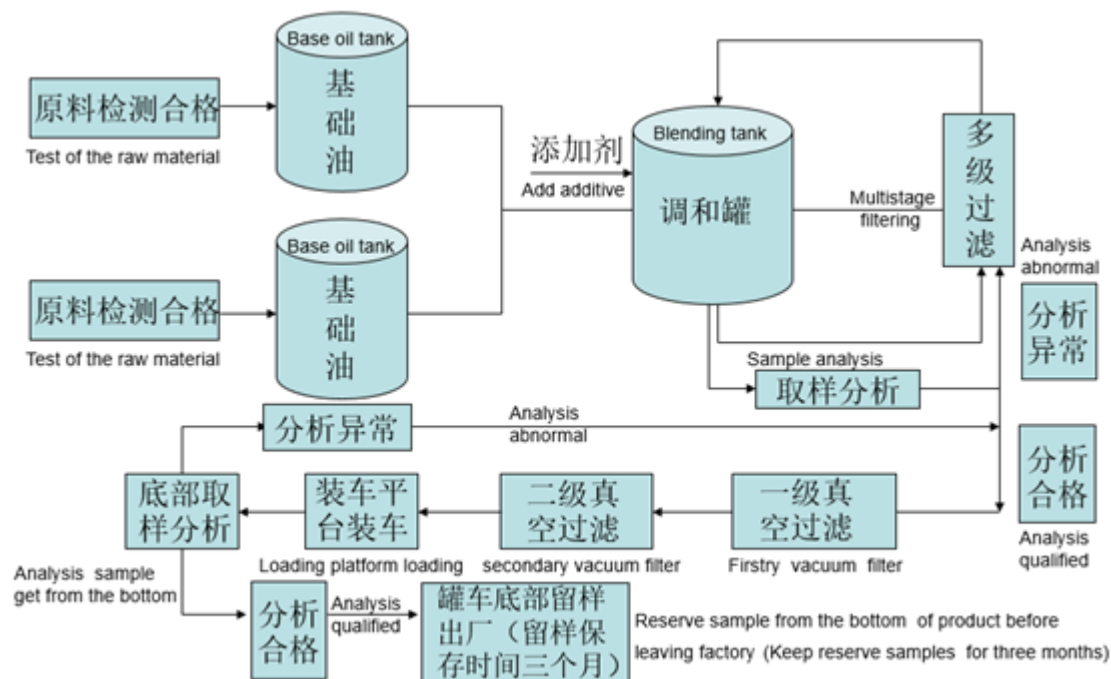 Base oil tank
基
础
油
原料检测合格
Test of the raw material
Base oil tank
基
础
油
原料检测合格
Test of the raw material
添加剂
Add additive
Blending tank
调和罐
Multistage
filtering
多
级
过
滤
Analysis
abnormal
分析
异常
Sample analysis
取样分析
分析异常
Analysis
abnormal
分析
合格
Analysis
qualified
一级真
空过滤
Firstry vacuum filter
二级真
空过滤
secondary vacuum filter
装车平
台装车
Loading platform loading
底部取
样分析
Analysis sample
get from the bottom
分析
合格
Analysis
qualified
罐车底部留样
出厂（留样保
存时间三个月）
Reserve sample from the bottom of product before
leaving factory (Keep reserve samples for three months)